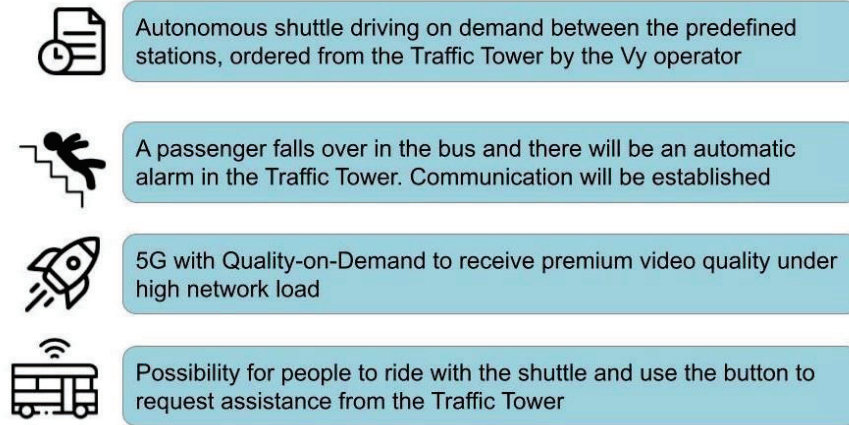 Autonomous shuttle driving on demand between the predefined
stations, ordered from the Traffic Tower by the Vy operator
A passenger falls over in the bus and there will be an automatic
alarm in the Traffic Tower. Communication will be established
5G with Quality-on-Demand to receive premium video quality under
high network load
Possibility for people to ride with the shuttle and use the button to
request assistance from the Traffic Tower